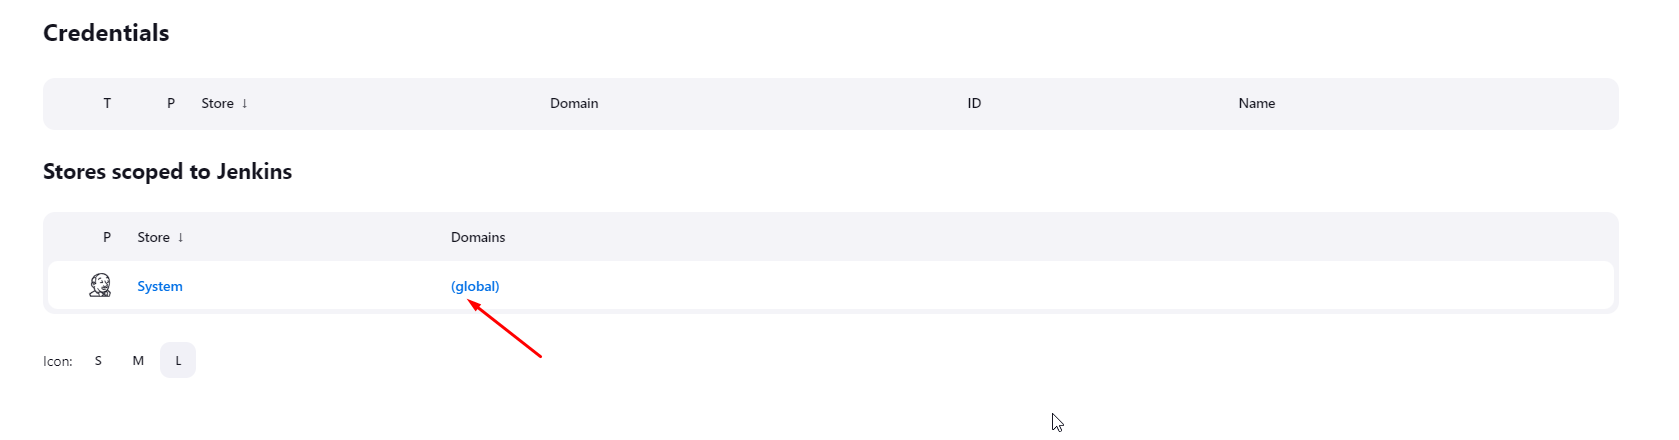 Credentials
T P Store ↓ Domain ID Name
Stores scoped to Jenkins
P Store ↓ Domains
System (global)
Icon: S M L